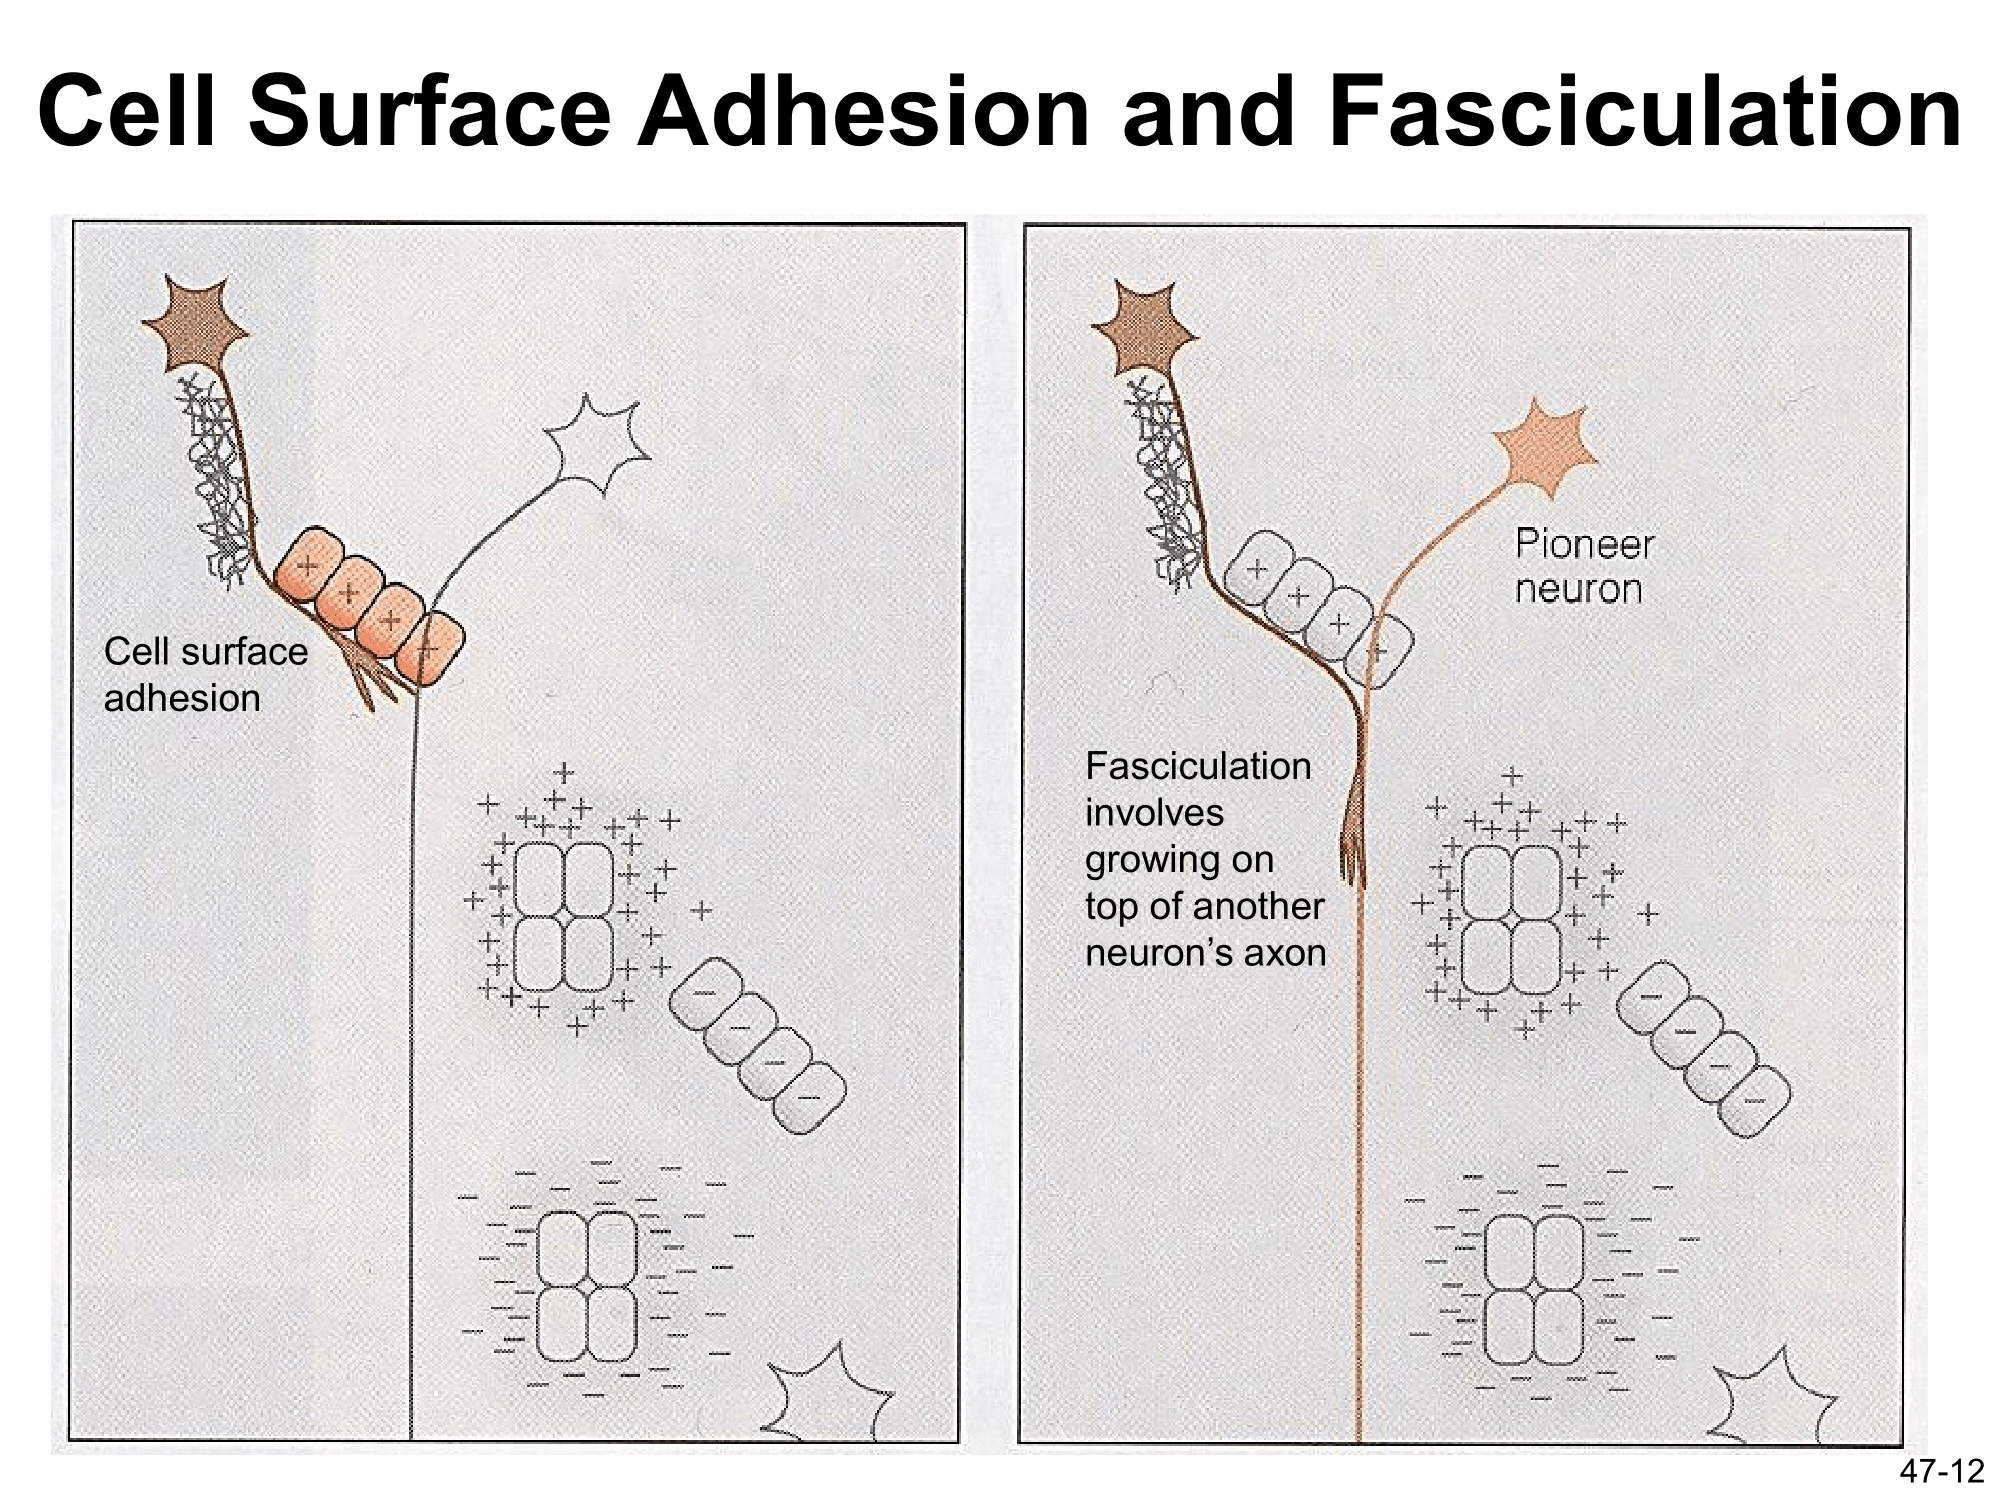 Cell Surface Adhesion and Fasciculation
Cell surface
adhesion
Pioneer
neuron
Fasciculation
involves
growing on
top of another
neuron’s axon
47-12